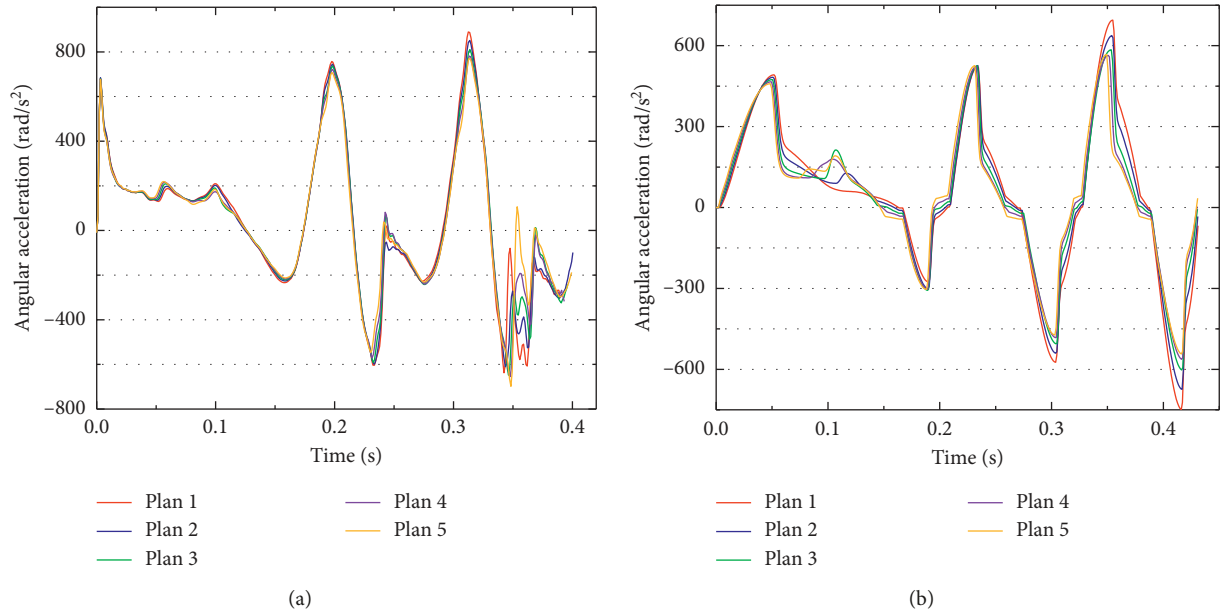 Angular acceleration (rad/s²)
800
400
0
−400
−800
0.0 0.1 0.2 0.3 0.4
Time (s)
Plan 1
Plan 2
Plan 3
Plan 4
Plan 5
(a)
Angular acceleration (rad/s²)
600
300
0
−300
−600
0.0 0.1 0.2 0.3 0.4
Time (s)
Plan 1
Plan 2
Plan 3
Plan 4
Plan 5
(b)